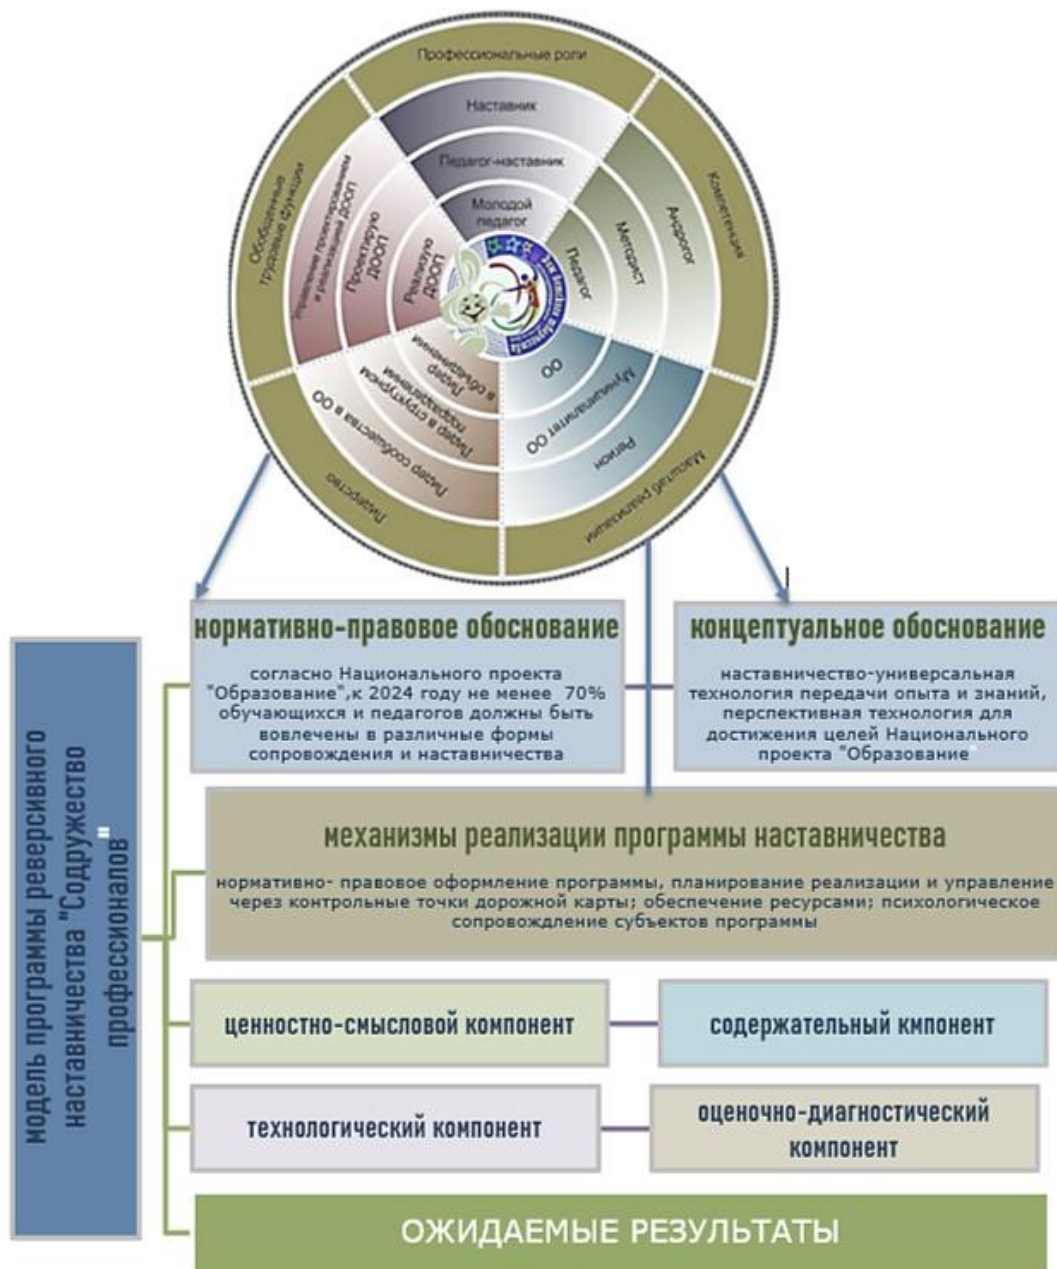 Профессиональные роли
Наставник
Педагог-наставник
Молодой
педагог
Компетенция
Андрогог
Методист
Педагог
Масштаб реализации
Регион
Муниципалитет ОО
ОО
Лидерство
Лидер сообщества в ОО
Лидер в структурном
подразделении
Лидер
в объединении
Обобщенные
трудовые функции
Управление проектированием
и реализацией ДООП
Проектирую
ДООП
Реализую
ДООП
нормативно-правовое обоснование
согласно Национального проекта
"Образование",к 2024 году не менее 70%
обучающихся и педагогов должны быть
вовлечены в различные формы
сопровождения и наставничества
концептуальное обоснование
наставничество-универсальная
технология передачи опыта и знаний,
перспективная технология для
достижения целей Национального
проекта "Образование"
модель программы реверсивного
наставничества "Содружество
профессионалов"
механизмы реализации программы наставничества
нормативно- правовое оформление программы, планирование реализации и управление
через контрольные точки дорожной карты; обеспечение ресурсами; психологическое
сопровождение субъектов программы
ценностно-смысловой компонент
содержательный кмпонент
технологический компонент
оценочно-диагностический
компонент
ОЖИДАЕМЫЕ РЕЗУЛЬТАТЫ